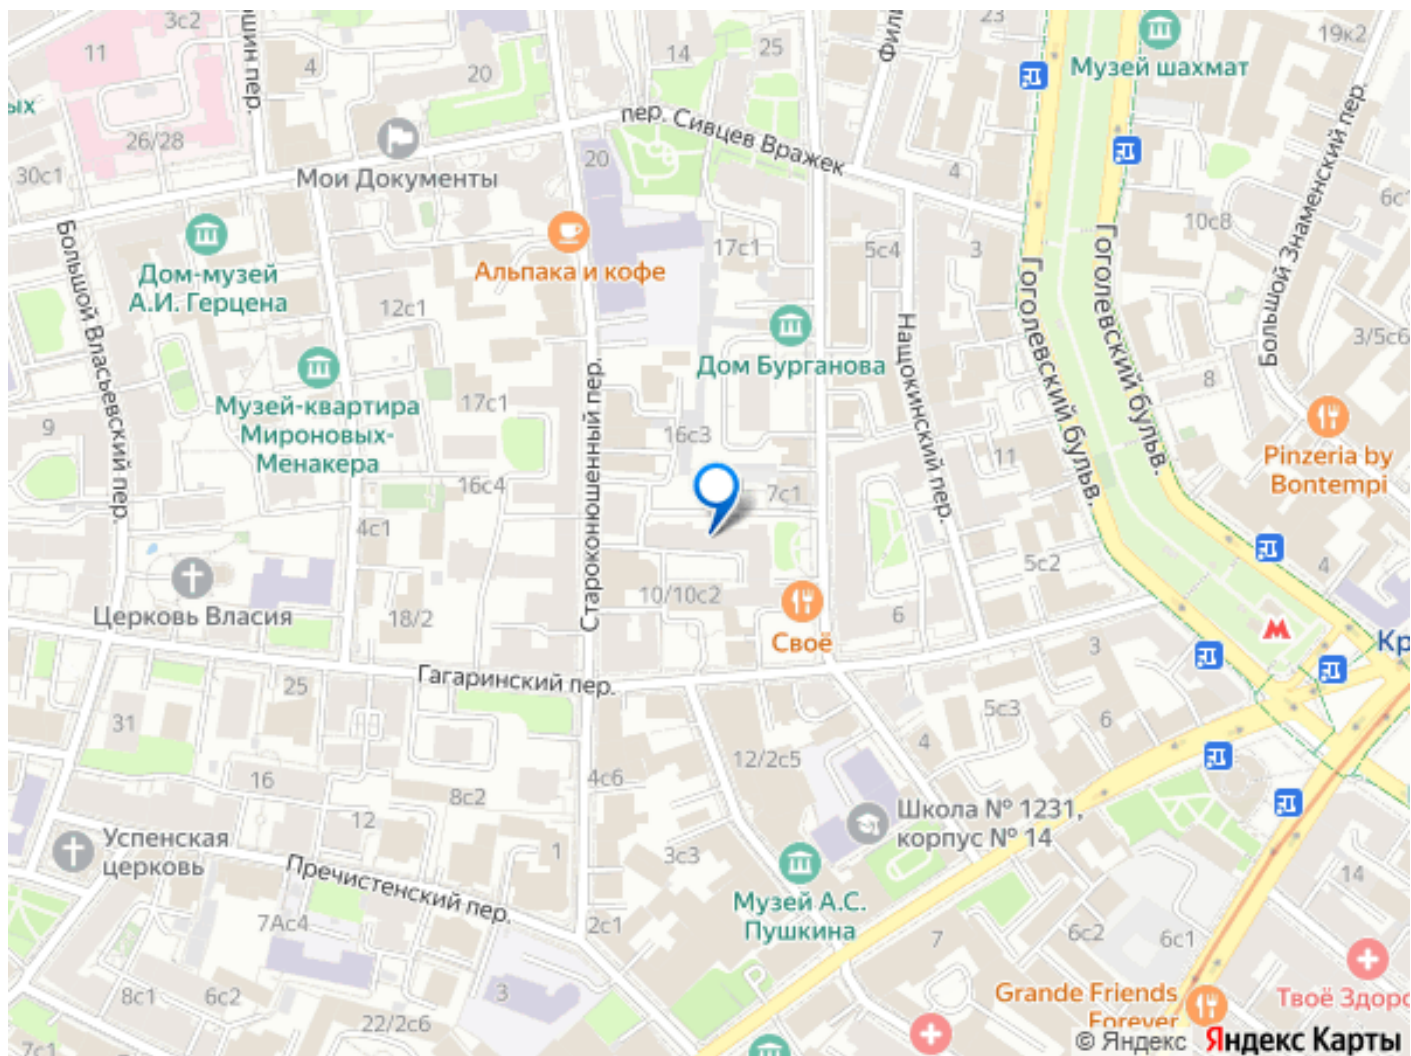 3с2
шин пер.
11
4
20
14
25
23
19к2
Музей шахмат
ых
26/28
30с1
Мои Документы
20
пер. Сивцев Вражек
4
Большой Знаменский пер.
6с1
10с8
Большой Власьевский пер.
Дом-музей
А.И. Герцена
Альпака и кофе
17с1
5с4
3
Гоголевский бульв.
Гоголевский бульв.
12с1
Дом Бурганова
Нащокинский пер.
3/5с6
8
Музей-квартира
Мироновых-
Менакера
17с1
Староконюшенный пер.
16с3
9
16с4
7с1
11
Pinzeria by
Bontempi
4с1
5с2
4
Церковь Власия
18/2
10/10с2
6
Своё
3
Кр
Гагаринский пер.
25
31
5с3
6
4
12/2с5
16
4с6
8с2
12
1
3с3
Школа № 1231,
корпус № 14
Успенская
церковь
Пречистенский пер.
14
Музей А.С.
Пушкина
7Ас4
2с1
7
6с2
6с1
8с1
6с2
3
22/2с6
7с1
Grande Friends
Forever
Твоё Здоро
© Яндекс
Яндекс Карты